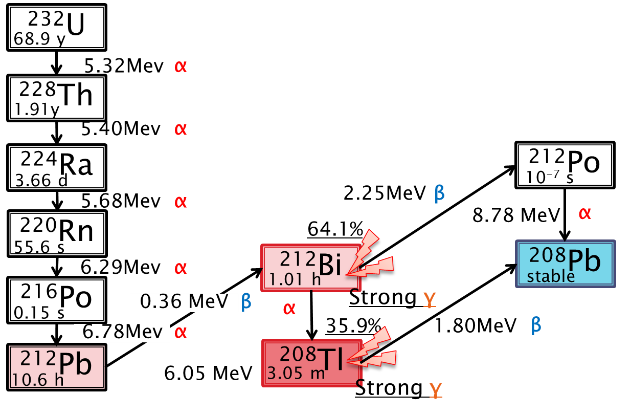 ²³²U
68.9 y
5.32Mev α
²²⁸Th
1.91y
5.40Mev α
²²⁴Ra
3.66 d
5.68Mev α
²²⁰Rn
55.6 s
6.29Mev α
²¹⁶Po
0.15 s
6.78Mev α
²¹²Pb
10.6 h
0.36 MeV β
64.1%
²¹²Bi
1.01 h
Strong γ
α
35.9%
6.05 MeV
²⁰⁸Tl
3.05 m
Strong γ
2.25MeV β
²¹²Po
10⁻⁷ s
8.78 MeV α
²⁰⁸Pb
stable
1.80MeV β